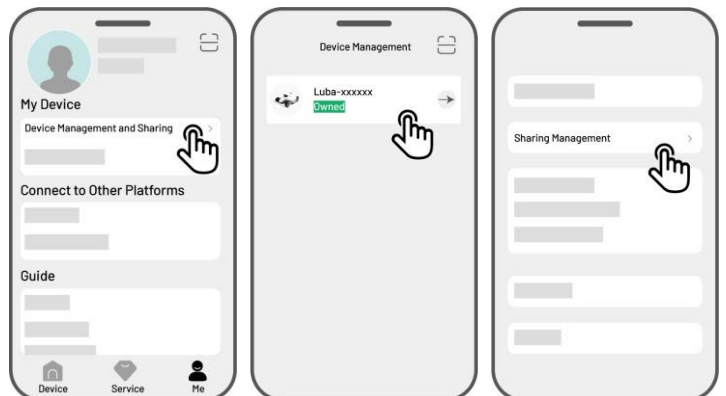 My Device
Device Management and Sharing
Connect to Other Platforms
Guide
Device
Service
Me
Device Management
Luba-xxxxxx
Owned
Sharing Management